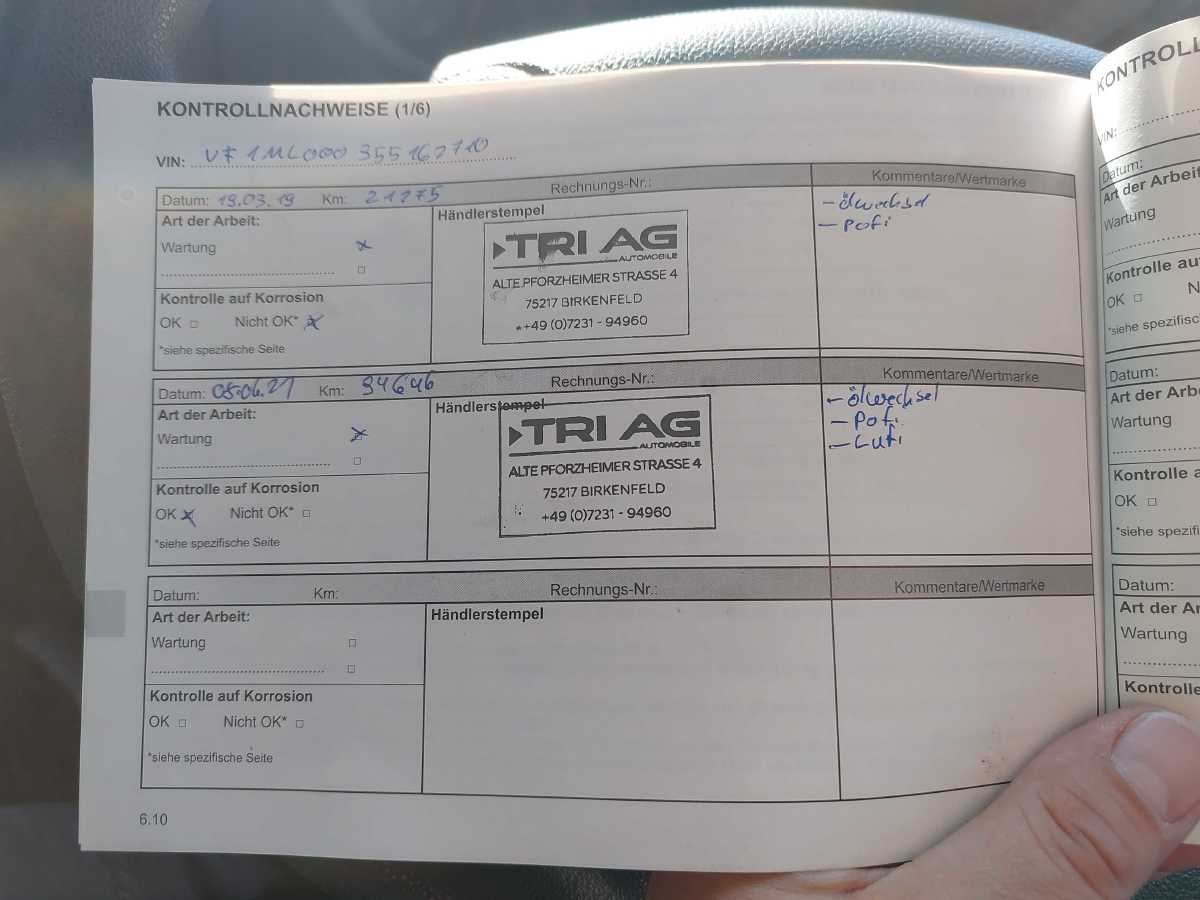 KONTROLLNACHWEISE (1/6)
VIN: VF1ML000355162710
Datum: 19.03.19 Km: 21275 Rechnungs-Nr.: Kommentare/Wertmarke
Art der Arbeit:
Wartung x
Kontrolle auf Korrosion
OK □ Nicht OK* x
*siehe spezifische Seite
Händlerstempel
TRI AG
AUTOMOBILE
ALTE PFORZHEIMER STRASSE 4
75217 BIRKENFELD
+49 (0)7231 - 94960
- Ölwechsel
- Pofi
Datum: 05.06.21 Km: 34646 Rechnungs-Nr.: Kommentare/Wertmarke
Art der Arbeit:
Wartung x
Kontrolle auf Korrosion
OK x Nicht OK* □
*siehe spezifische Seite
Händlerstempel
TRI AG
AUTOMOBILE
ALTE PFORZHEIMER STRASSE 4
75217 BIRKENFELD
+49 (0)7231 - 94960
- Ölwechsel
- Pofi
- Lufi
Datum: Km: Rechnungs-Nr.: Kommentare/Wertmarke
Art der Arbeit:
Wartung □
Kontrolle auf Korrosion
OK □ Nicht OK* □
*siehe spezifische Seite
Händlerstempel
6.10
KONTROLL
VIN:
Datum:
Art der Arbei
Wartung
Kontrolle au
OK □ N
*siehe spezifisc
Datum:
Art der Arb
Wartung
Kontrolle a
OK □
*siehe spezifi
Datum:
Art der Ar
Wartung
Kontrolle